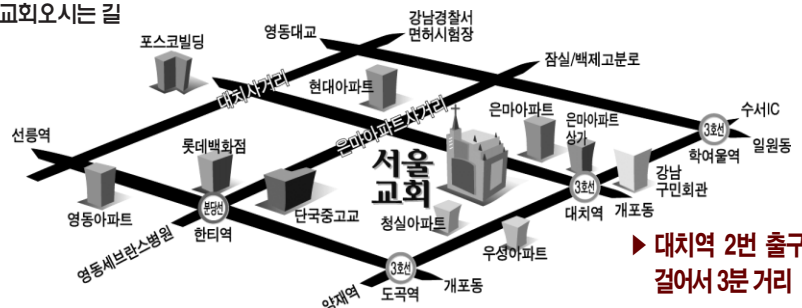 교회오시는 길
영동대교
강남경찰서
면허시험장
포스코빌딩
잠실/백제고분로
현대아파트
대치사거리
은마아파트
은마아파트
상가
수서IC
3호선
일원동
학여울역
선릉역
롯데백화점
은마아파트사거리
서울
교회
강남
구민회관
3호선
대치역
개포동
영동아파트
분당선
한티역
단국중고교
청실아파트
우성아파트
영동세브란스병원
3호선
도곡역
개포동
양재역
▶ 대치역 2번 출구
걸어서 3분 거리